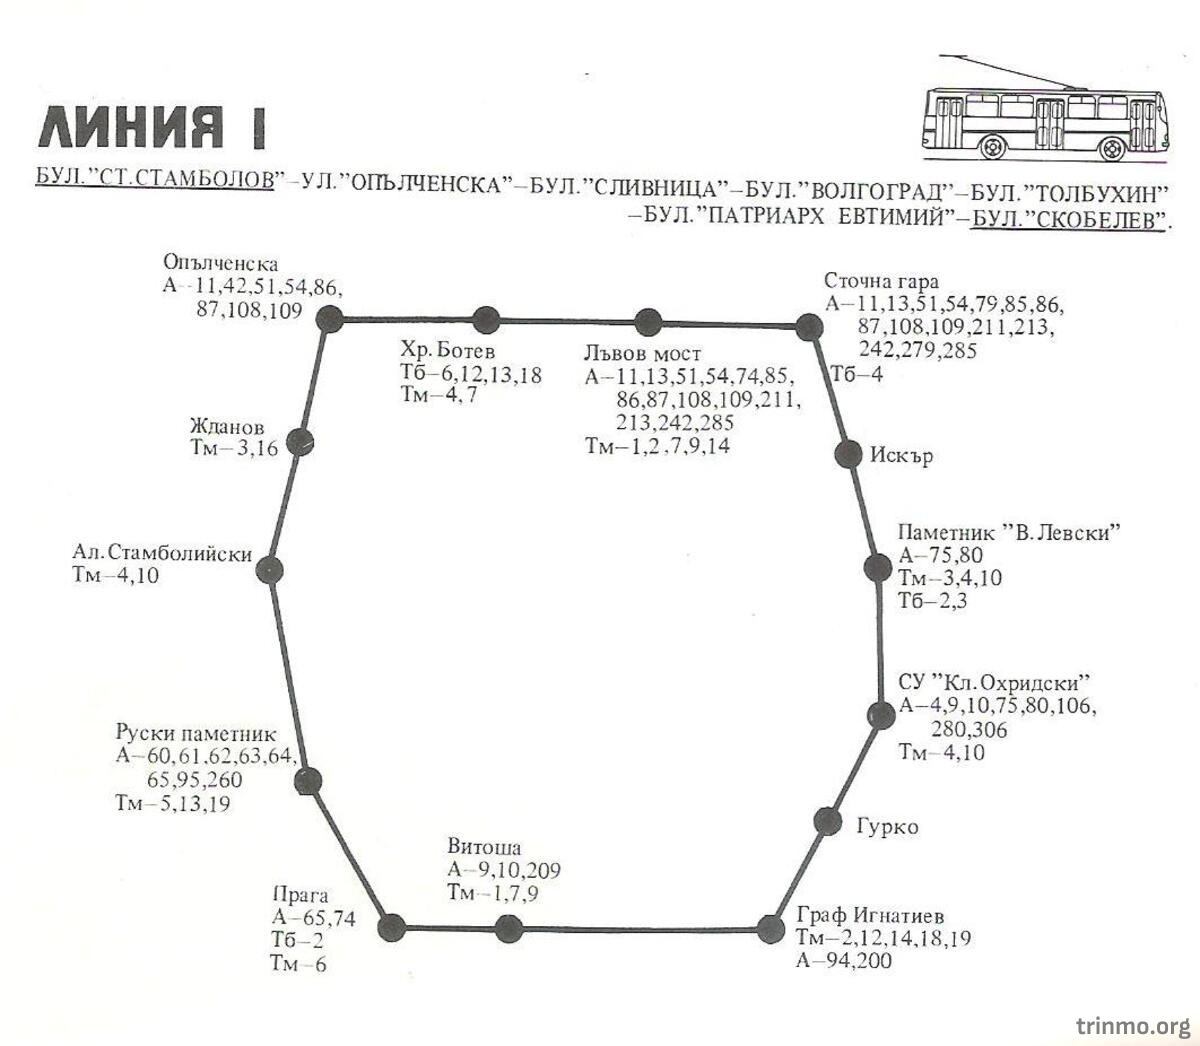 ЛИНИЯ 1
БУЛ."СТ.СТАМБОЛОВ"–УЛ."ОПЪЛЧЕНСКА"–БУЛ."СЛИВНИЦА"–БУЛ."ВОЛГОГРАД"–БУЛ."ТОЛБУХИН"
–БУЛ."ПАТРИАРХ ЕВТИМИЙ"–БУЛ."СКОБЕЛЕВ".
Опълченска
А–11,42,51,54,86,
87,108,109
Хр.Ботев
Тб–6,12,13,18
Тм–4,7
Лъвов мост
А–11,13,51,54,74,85,
86,87,108,109,211,
213,242,285
Тм–1,2,7,9,14
Сточна гара
А–11,13,51,54,79,85,86,
87,108,109,211,213,
242,279,285
Тб–4
Искър
Паметник "В.Левски"
А–75,80
Тм–3,4,10
Тб–2,3
СУ "Кл.Охридски"
А–4,9,10,75,80,106,
280,306
Тм–4,10
Гурко
Граф Игнатиев
Тм–2,12,14,18,19
А–94,200
Витоша
А–9,10,209
Тм–1,7,9
Прага
А–65,74
Тб–2
Тм–6
Руски паметник
А–60,61.62,63,64,
65,95,260
Тм–5,13,19
Ал.Стамболийски
Тм–4,10
Жданов
Тм–3,16
trinmo.org